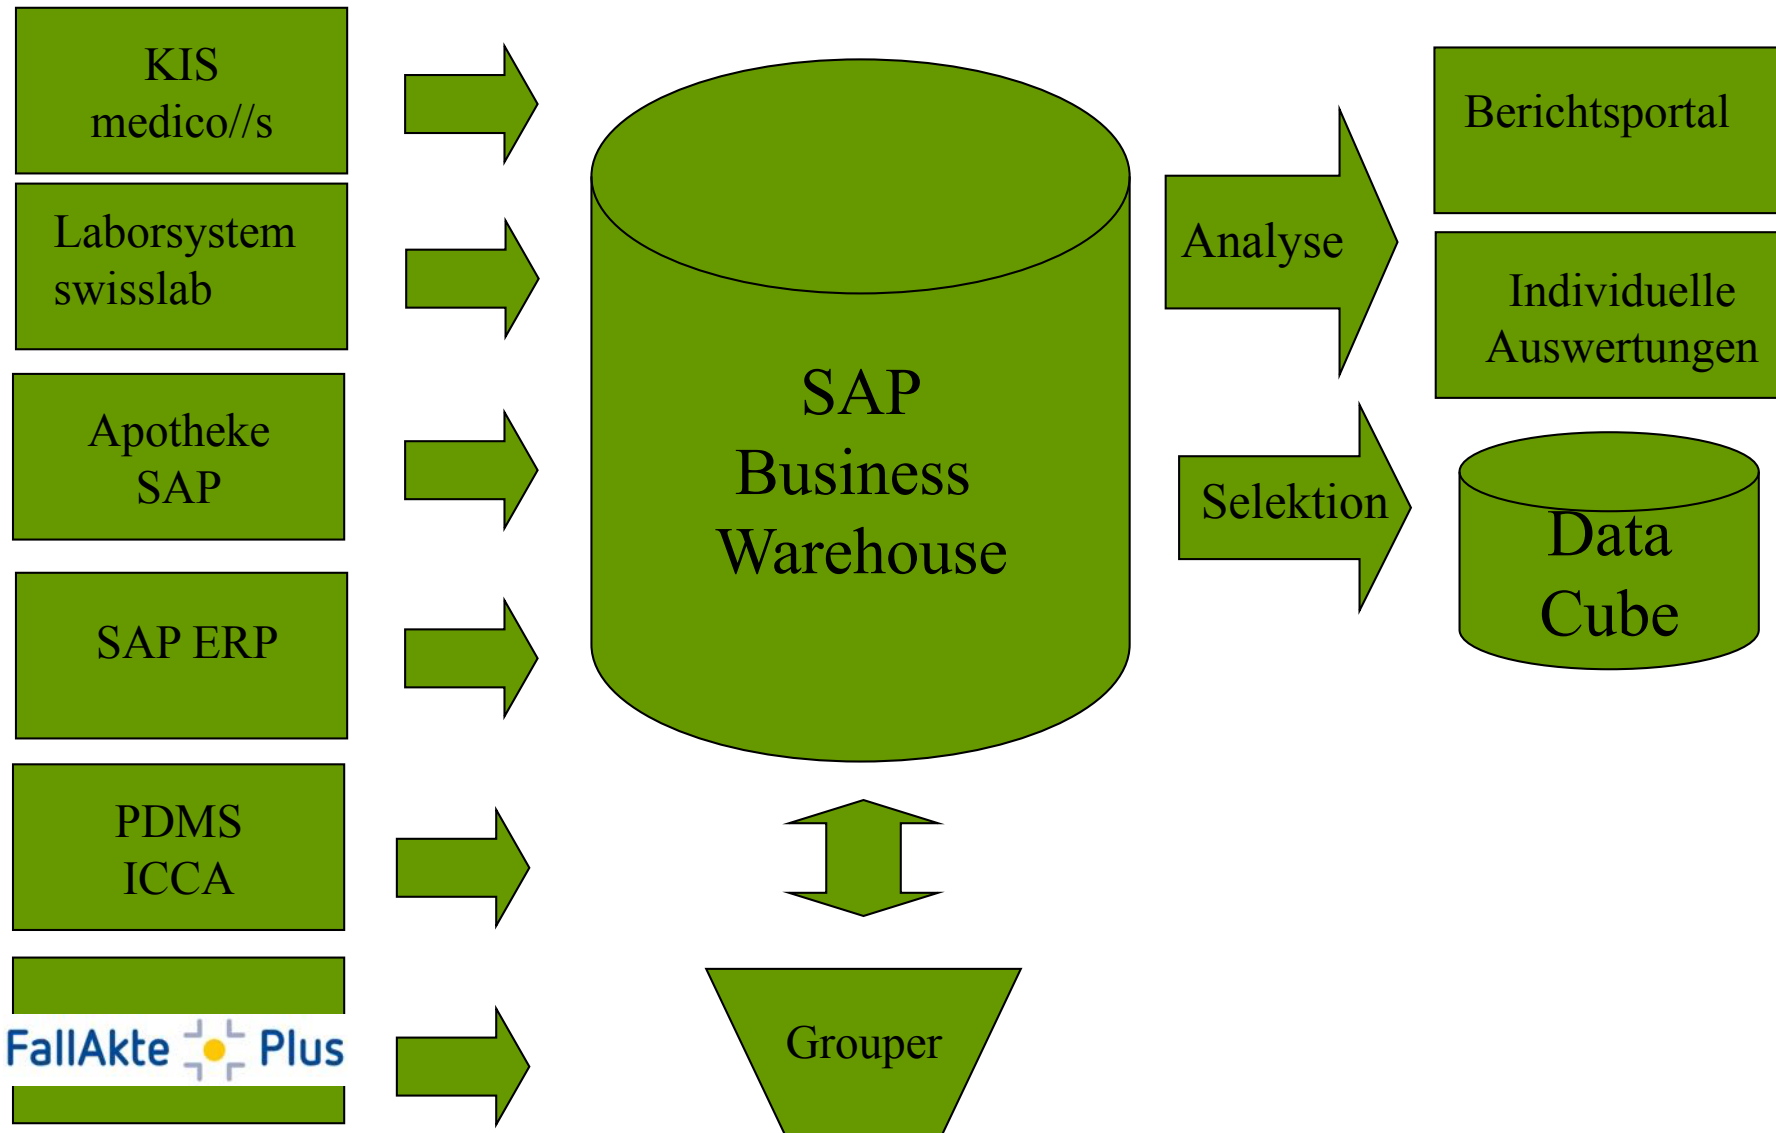 KIS
medico//s
Laborsystem
swisslab
Apotheke
SAP
SAP ERP
PDMS
ICCA
FallAkte Plus
SAP
Business
Warehouse
Grouper
Analyse
Selektion
Berichtsportal
Individuelle
Auswertungen
Data
Cube